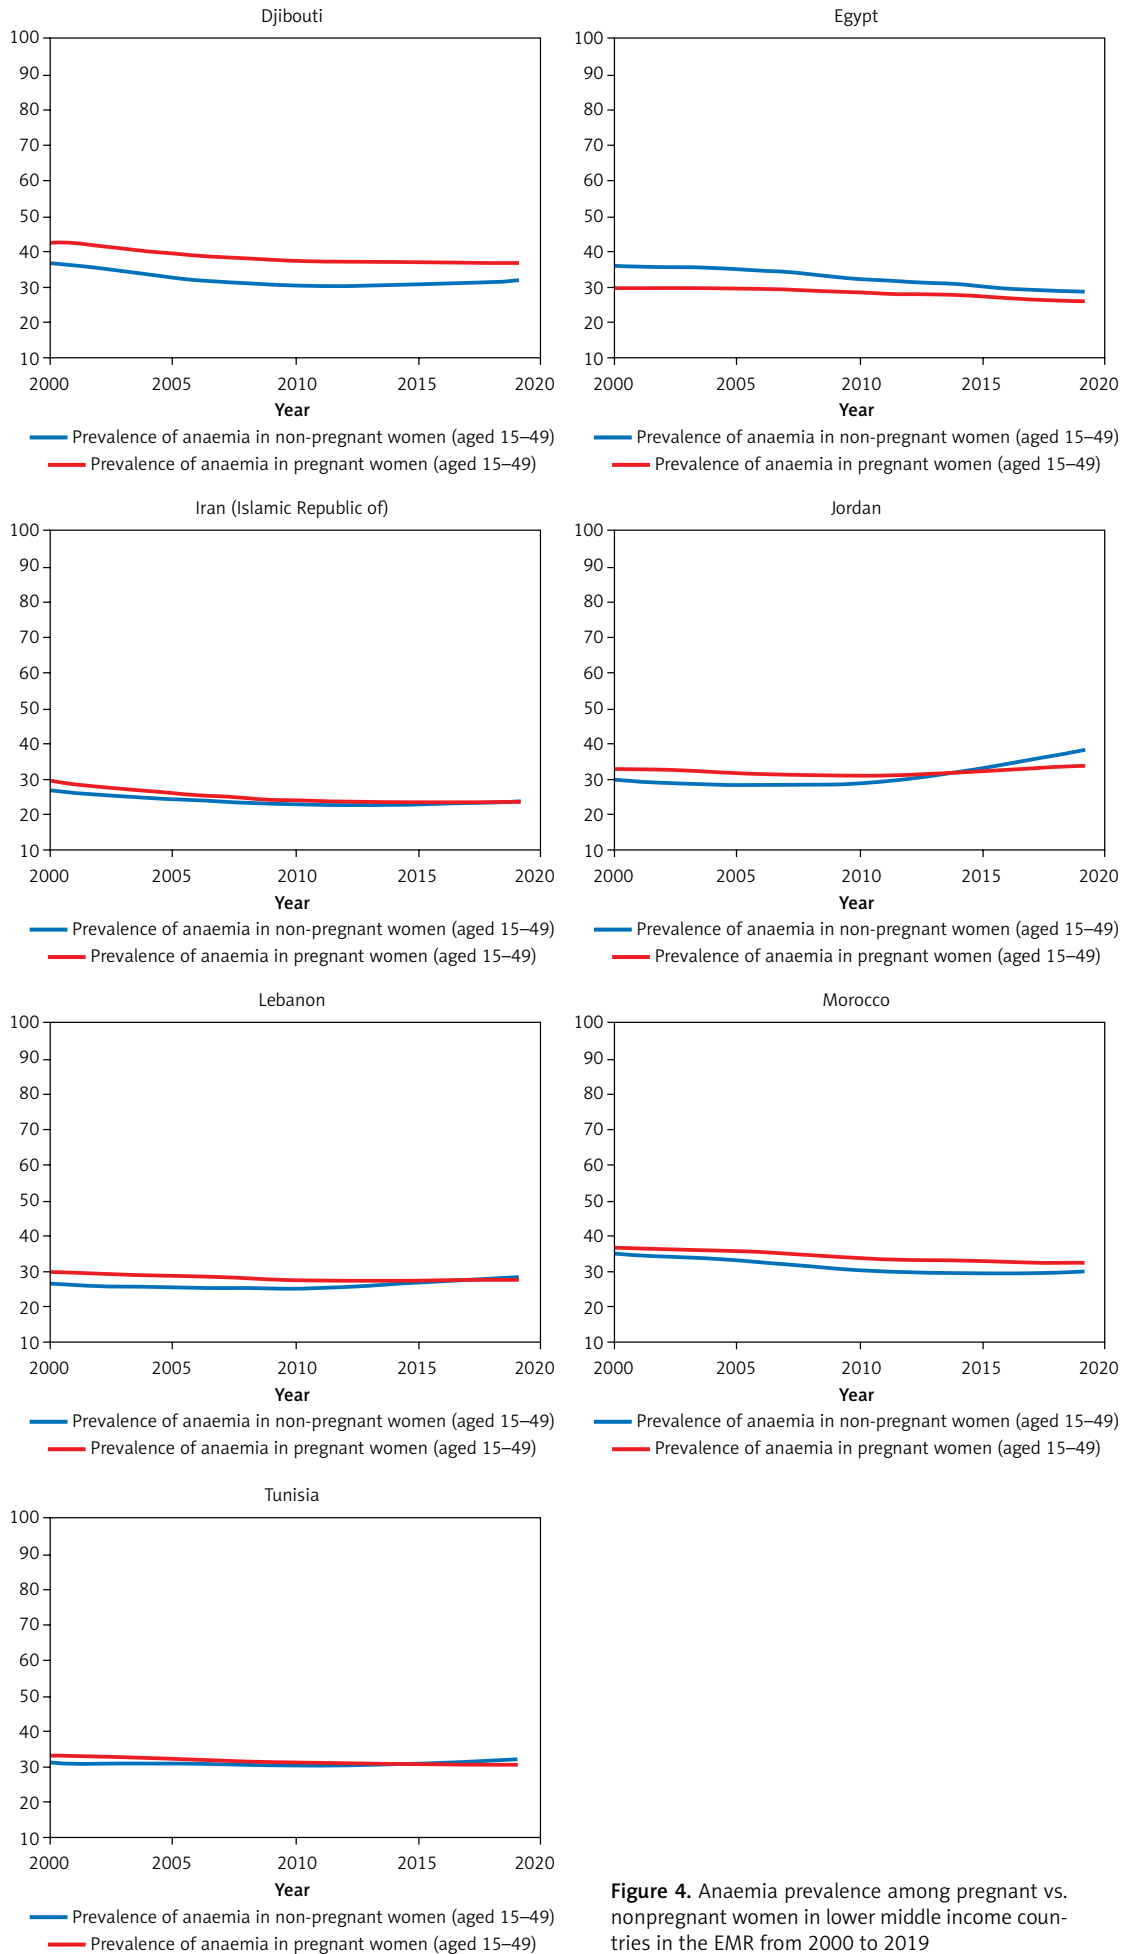 Djibouti
100
90
80
70
60
50
40
30
20
10
2000 2005 2010 2015 2020
Year
Prevalence of anaemia in non-pregnant women (aged 15–49)
Prevalence of anaemia in pregnant women (aged 15–49)
Egypt
100
90
80
70
60
50
40
30
20
10
2000 2005 2010 2015 2020
Year
Prevalence of anaemia in non-pregnant women (aged 15–49)
Prevalence of anaemia in pregnant women (aged 15–49)
Iran (Islamic Republic of)
100
90
80
70
60
50
40
30
20
10
2000 2005 2010 2015 2020
Year
Prevalence of anaemia in non-pregnant women (aged 15–49)
Prevalence of anaemia in pregnant women (aged 15–49)
Jordan
100
90
80
70
60
50
40
30
20
10
2000 2005 2010 2015 2020
Year
Prevalence of anaemia in non-pregnant women (aged 15–49)
Prevalence of anaemia in pregnant women (aged 15–49)
Lebanon
100
90
80
70
60
50
40
30
20
10
2000 2005 2010 2015 2020
Year
Prevalence of anaemia in non-pregnant women (aged 15–49)
Prevalence of anaemia in pregnant women (aged 15–49)
Morocco
100
90
80
70
60
50
40
30
20
10
2000 2005 2010 2015 2020
Year
Prevalence of anaemia in non-pregnant women (aged 15–49)
Prevalence of anaemia in pregnant women (aged 15–49)
Tunisia
100
90
80
70
60
50
40
30
20
10
2000 2005 2010 2015 2020
Year
Prevalence of anaemia in non-pregnant women (aged 15–49)
Prevalence of anaemia in pregnant women (aged 15–49)
Figure 4. Anaemia prevalence among pregnant vs.
nonpregnant women in lower middle income coun-
tries in the EMR from 2000 to 2019